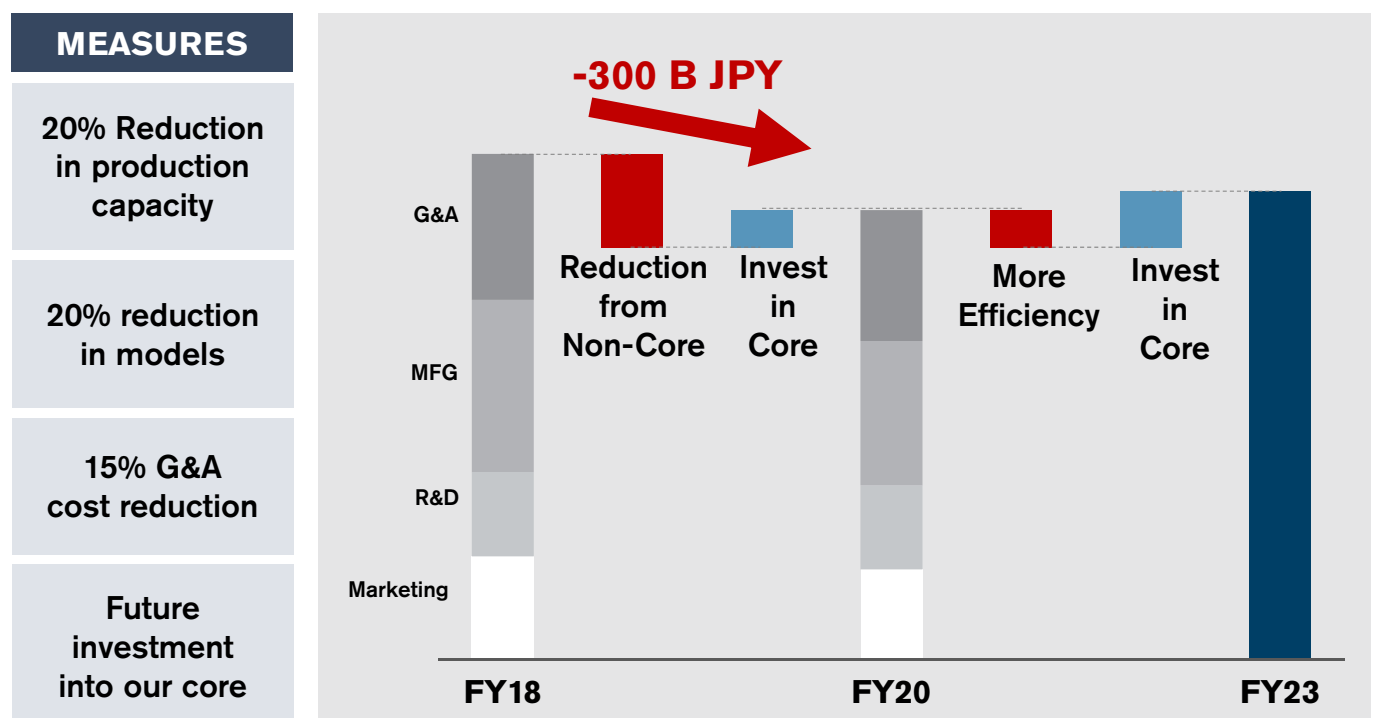 MEASURES
20% Reduction
in production
capacity
20% reduction
in models
15% G&A
cost reduction
Future
investment
into our core
-300 B JPY
G&A
MFG
R&D
Marketing
Reduction
from
Non-Core
Invest
in
Core
More
Efficiency
Invest
in
Core
FY18
FY20
FY23